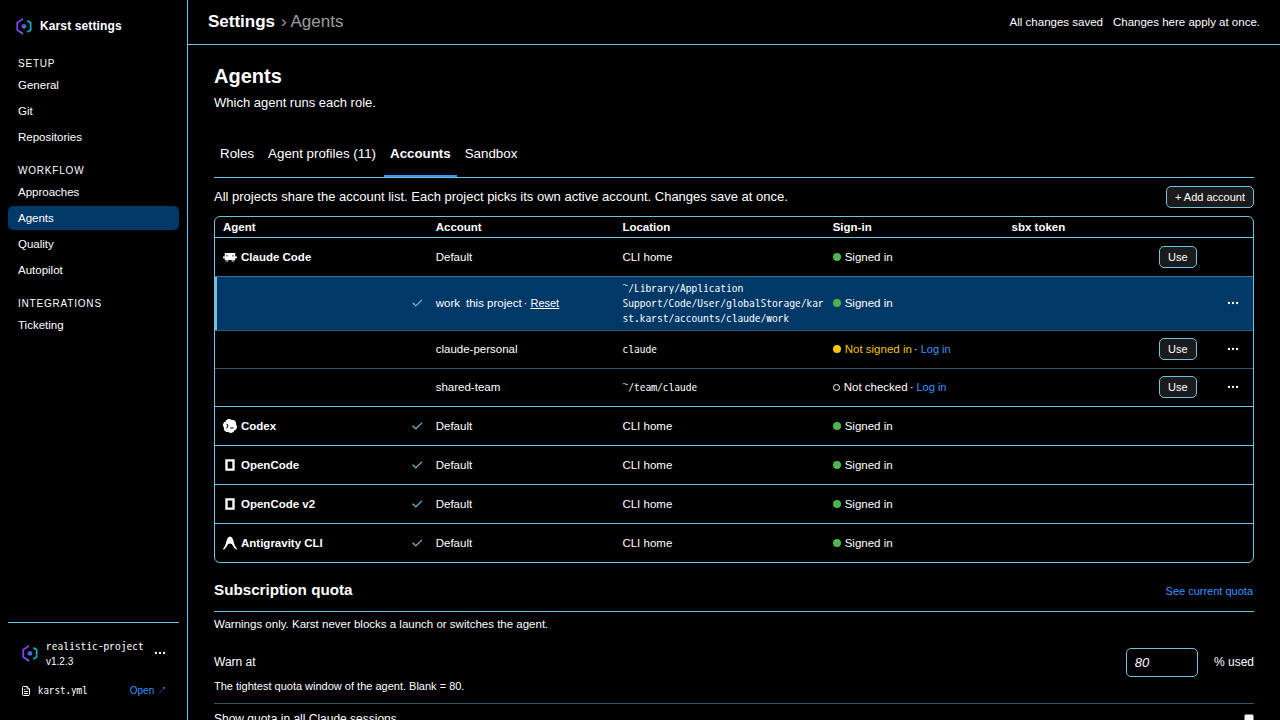 Karst settings
SETUP
General
Git
Repositories
WORKFLOW
Approaches
Agents
Quality
Autopilot
INTEGRATIONS
Ticketing
realistic-project
v1.2.3
karst.yml
Open ↗
Settings › Agents
All changes saved
Changes here apply at once.
Agents
Which agent runs each role.
Roles
Agent profiles (11)
Accounts
Sandbox
All projects share the account list. Each project picks its own active account. Changes save at once.
+ Add account
Agent
Account
Location
Sign-in
sbx token
Claude Code
Default
CLI home
Signed in
Use
work this project · Reset
~/Library/Application
Support/Code/User/globalStorage/kar
st.karst/accounts/claude/work
Signed in
claude-personal
claude
Not signed in · Log in
Use
shared-team
~/team/claude
Not checked · Log in
Use
Codex
Default
CLI home
Signed in
OpenCode
Default
CLI home
Signed in
OpenCode v2
Default
CLI home
Signed in
Antigravity CLI
Default
CLI home
Signed in
Subscription quota
See current quota
Warnings only. Karst never blocks a launch or switches the agent.
Warn at
80
% used
The tightest quota window of the agent. Blank = 80.
Show quota in all Claude sessions